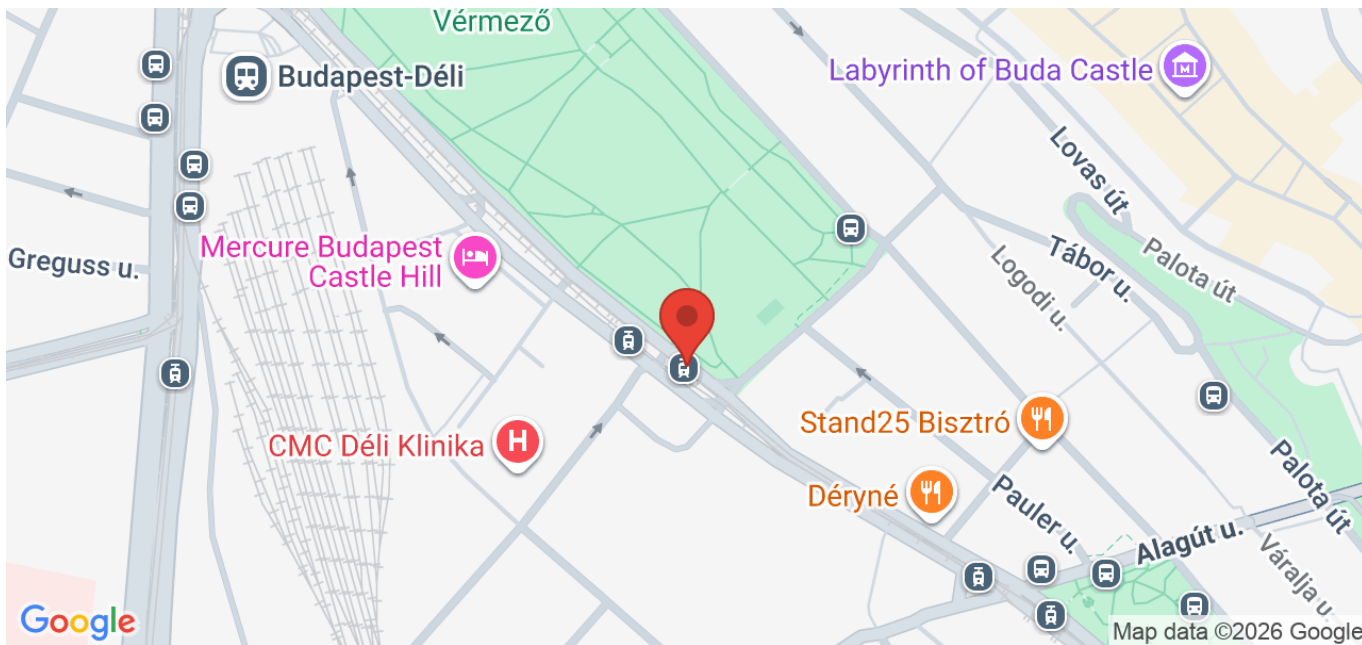 Vérmező
Budapest-Déli
Labyrinth of Buda Castle
Lovas út
Mercure Budapest
Castle Hill
Greguss u.
Palota út
Tábor u.
Logodi u.
CMC Déli Klinika
H
Stand25 Bisztró
Déryné
Pauler u.
Palota út
Alagút u.
Váralja u.
Google
Map data ©2026 Google